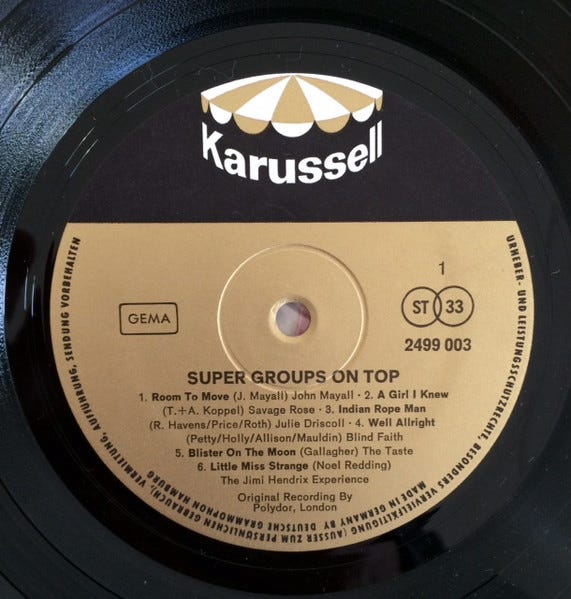 Karussell
1
GEMA
ST 33
2499 003
SUPER GROUPS ON TOP
1. Room To Move (J. Mayall) John Mayall · 2. A Girl I Knew
(T.+A. Koppel) Savage Rose · 3. Indian Rope Man
(R. Havens/Price/Roth) Julie Driscoll · 4. Well Allright
(Petty/Holly/Allison/Mauldin) Blind Faith
5. Blister On The Moon (Gallagher) The Taste
6. Little Miss Strange (Noel Redding)
The Jimi Hendrix Experience
Original Recording By
Polydor, London
URHEBER- UND LEISTUNGSSCHUTZRECHTE, BESONDERS VERVIELFÄLTIGUNG (AUSSER ZUM PERSÖNLICHEN GEBRAUCH), VERMIETUNG, AUFFÜHRUNG, SENDUNG VORBEHALTEN
MADE IN GERMANY BY DEUTSCHE GRAMMOPHON HAMBURG